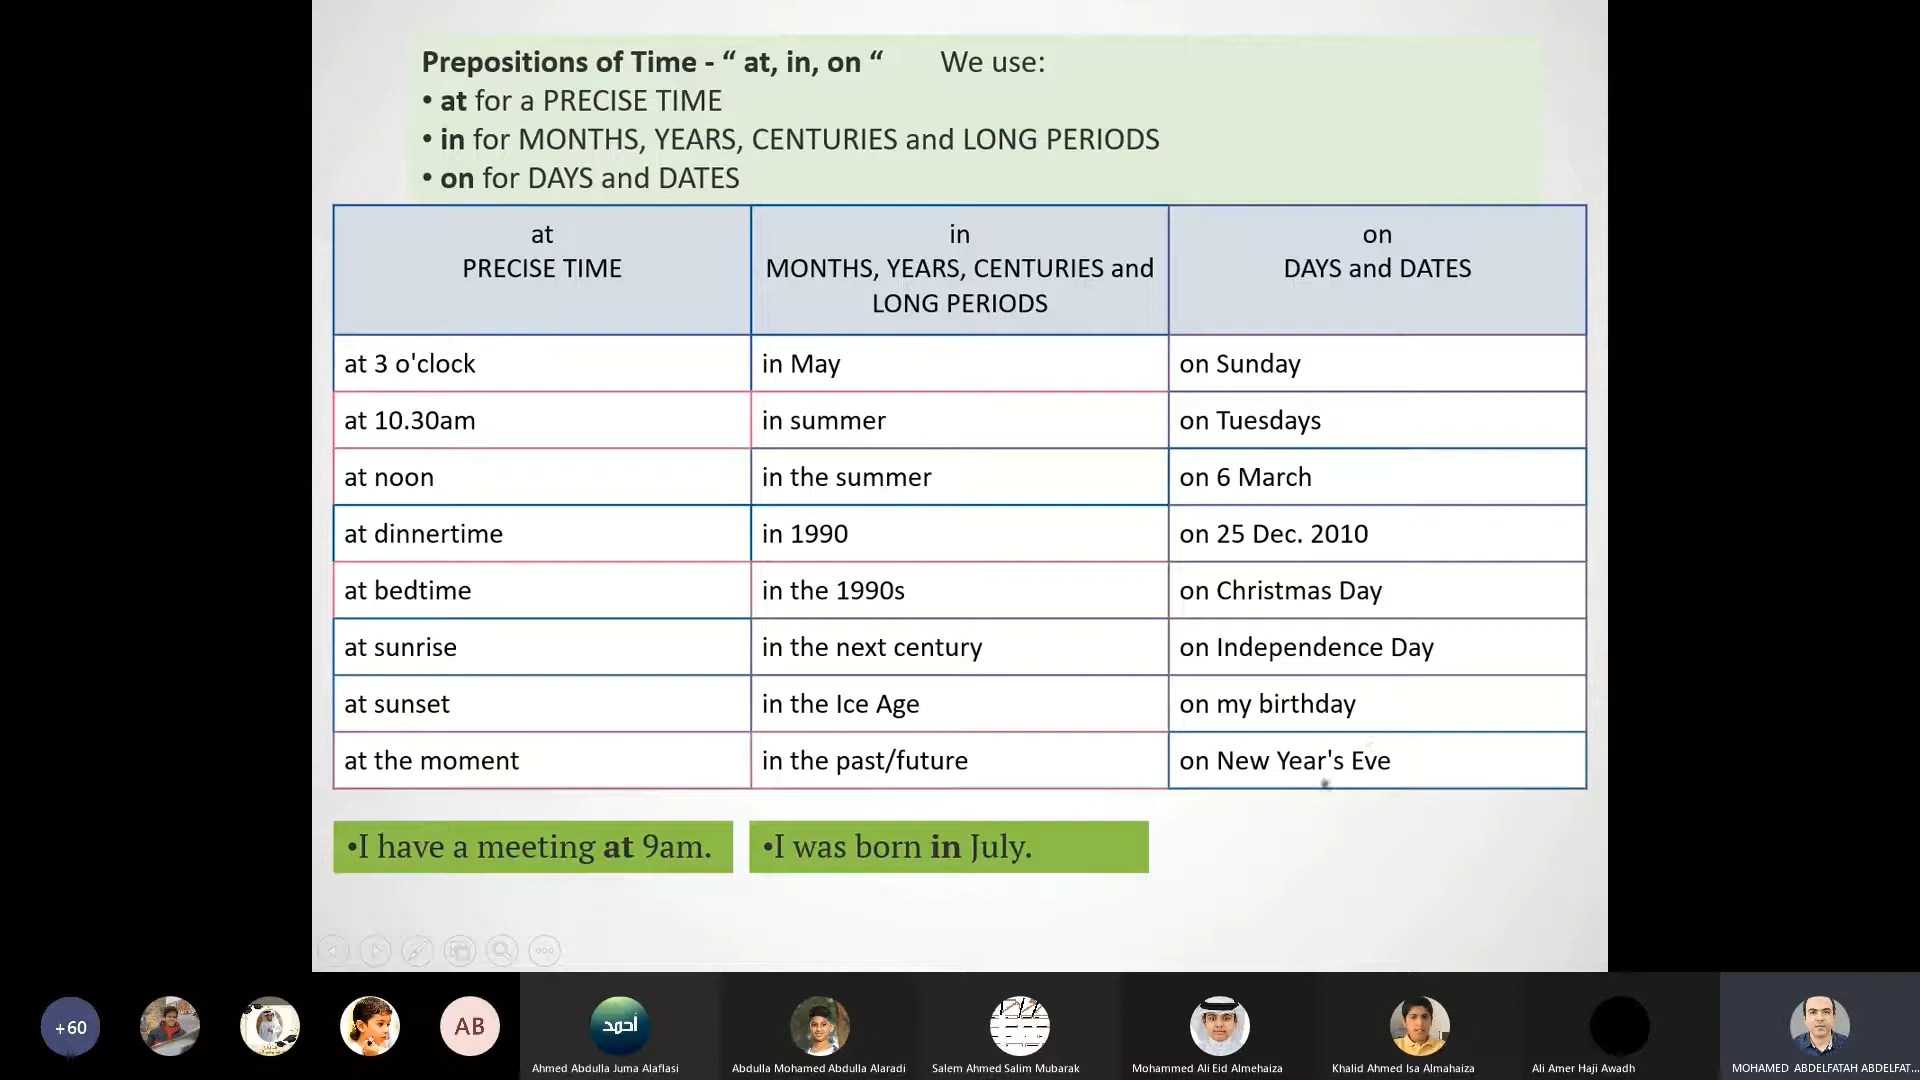 Prepositions of Time - “ at, in, on “ We use:
• at for a PRECISE TIME
• in for MONTHS, YEARS, CENTURIES and LONG PERIODS
• on for DAYS and DATES
at
PRECISE TIME
in
MONTHS, YEARS, CENTURIES and
LONG PERIODS
on
DAYS and DATES
at 3 o'clock
in May
on Sunday
at 10.30am
in summer
on Tuesdays
at noon
in the summer
on 6 March
at dinnertime
in 1990
on 25 Dec. 2010
at bedtime
in the 1990s
on Christmas Day
at sunrise
in the next century
on Independence Day
at sunset
in the Ice Age
on my birthday
at the moment
in the past/future
on New Year's Eve
•I have a meeting at 9am.
•I was born in July.
+60
AB
أحمد
Ahmed Abdulla Juma Alaflasi
Abdulla Mohamed Abdulla Alaradi
Salem Ahmed Salim Mubarak
Mohammed Ali Eid Almehaiza
Khalid Ahmed Isa Almahaiza
Ali Amer Haji Awadh
MOHAMED ABDELFATAH ABDELFAT...